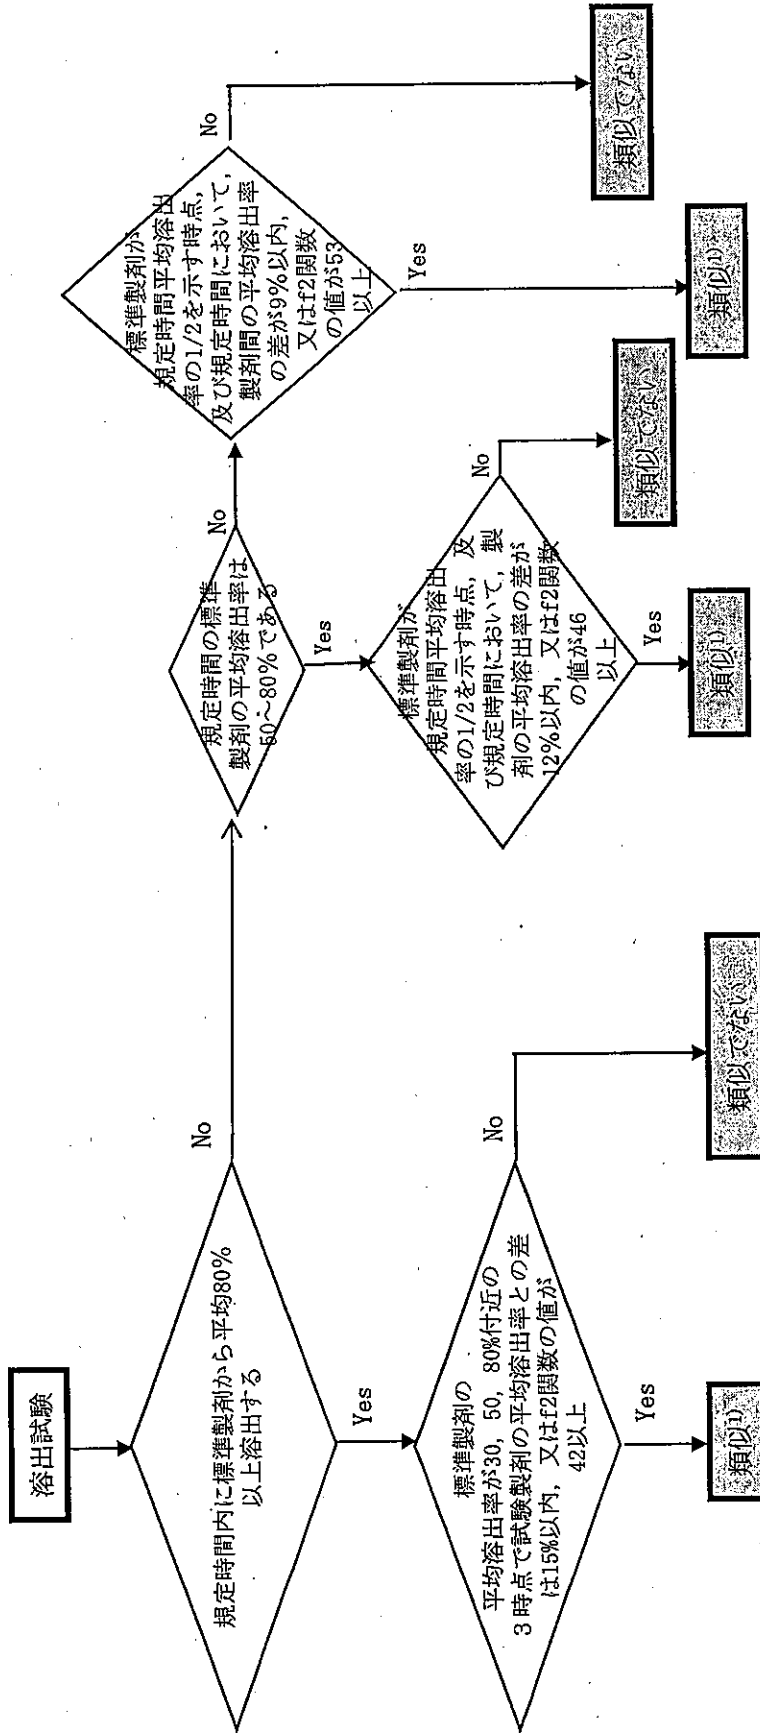 溶出試験
規定時間内に標準製剤から平均80%
以上溶出する
No
Yes
標準製剤の
平均溶出率が30, 50, 80%付近の
3時点で試験製剤の平均溶出率との差
は15%以内, 又はf2関数の値が
42以上
No
Yes
類似1)
類似でない
規定時間の標準
製剤の平均溶出率は
50~80%である
No
Yes
標準製剤が
規定時間平均溶出
率の1/2を示す時点, 及
び規定時間において, 製
剤の平均溶出率の差が
12%以内, 又はf2関数
の値が46
以上
No
Yes
類似1)
類似でない
標準製剤が
規定時間平均溶出
率の1/2を示す時点,
及び規定時間において,
製剤間の平均溶出率
の差が9%以内,
又はf2関数
の値が53
以上
No
Yes
類似1)
類似でない